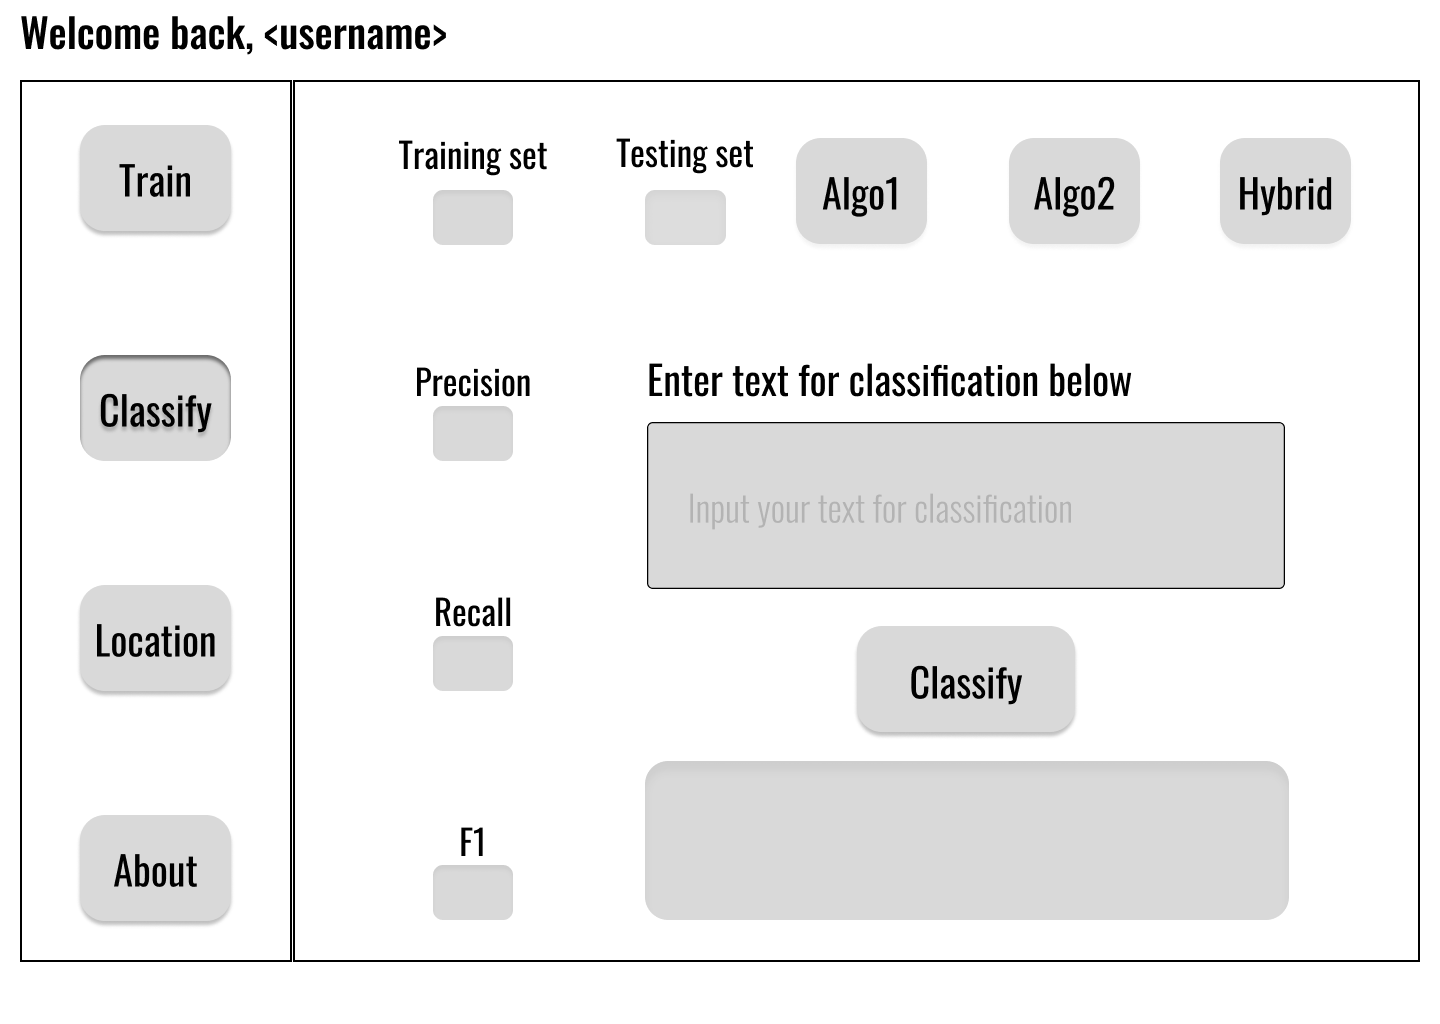 Welcome back, <username>
Train
Classify
Location
About
Training set
Testing set
Algo1
Algo2
Hybrid
Precision
Recall
F1
Enter text for classification below
Input your text for classification
Classify